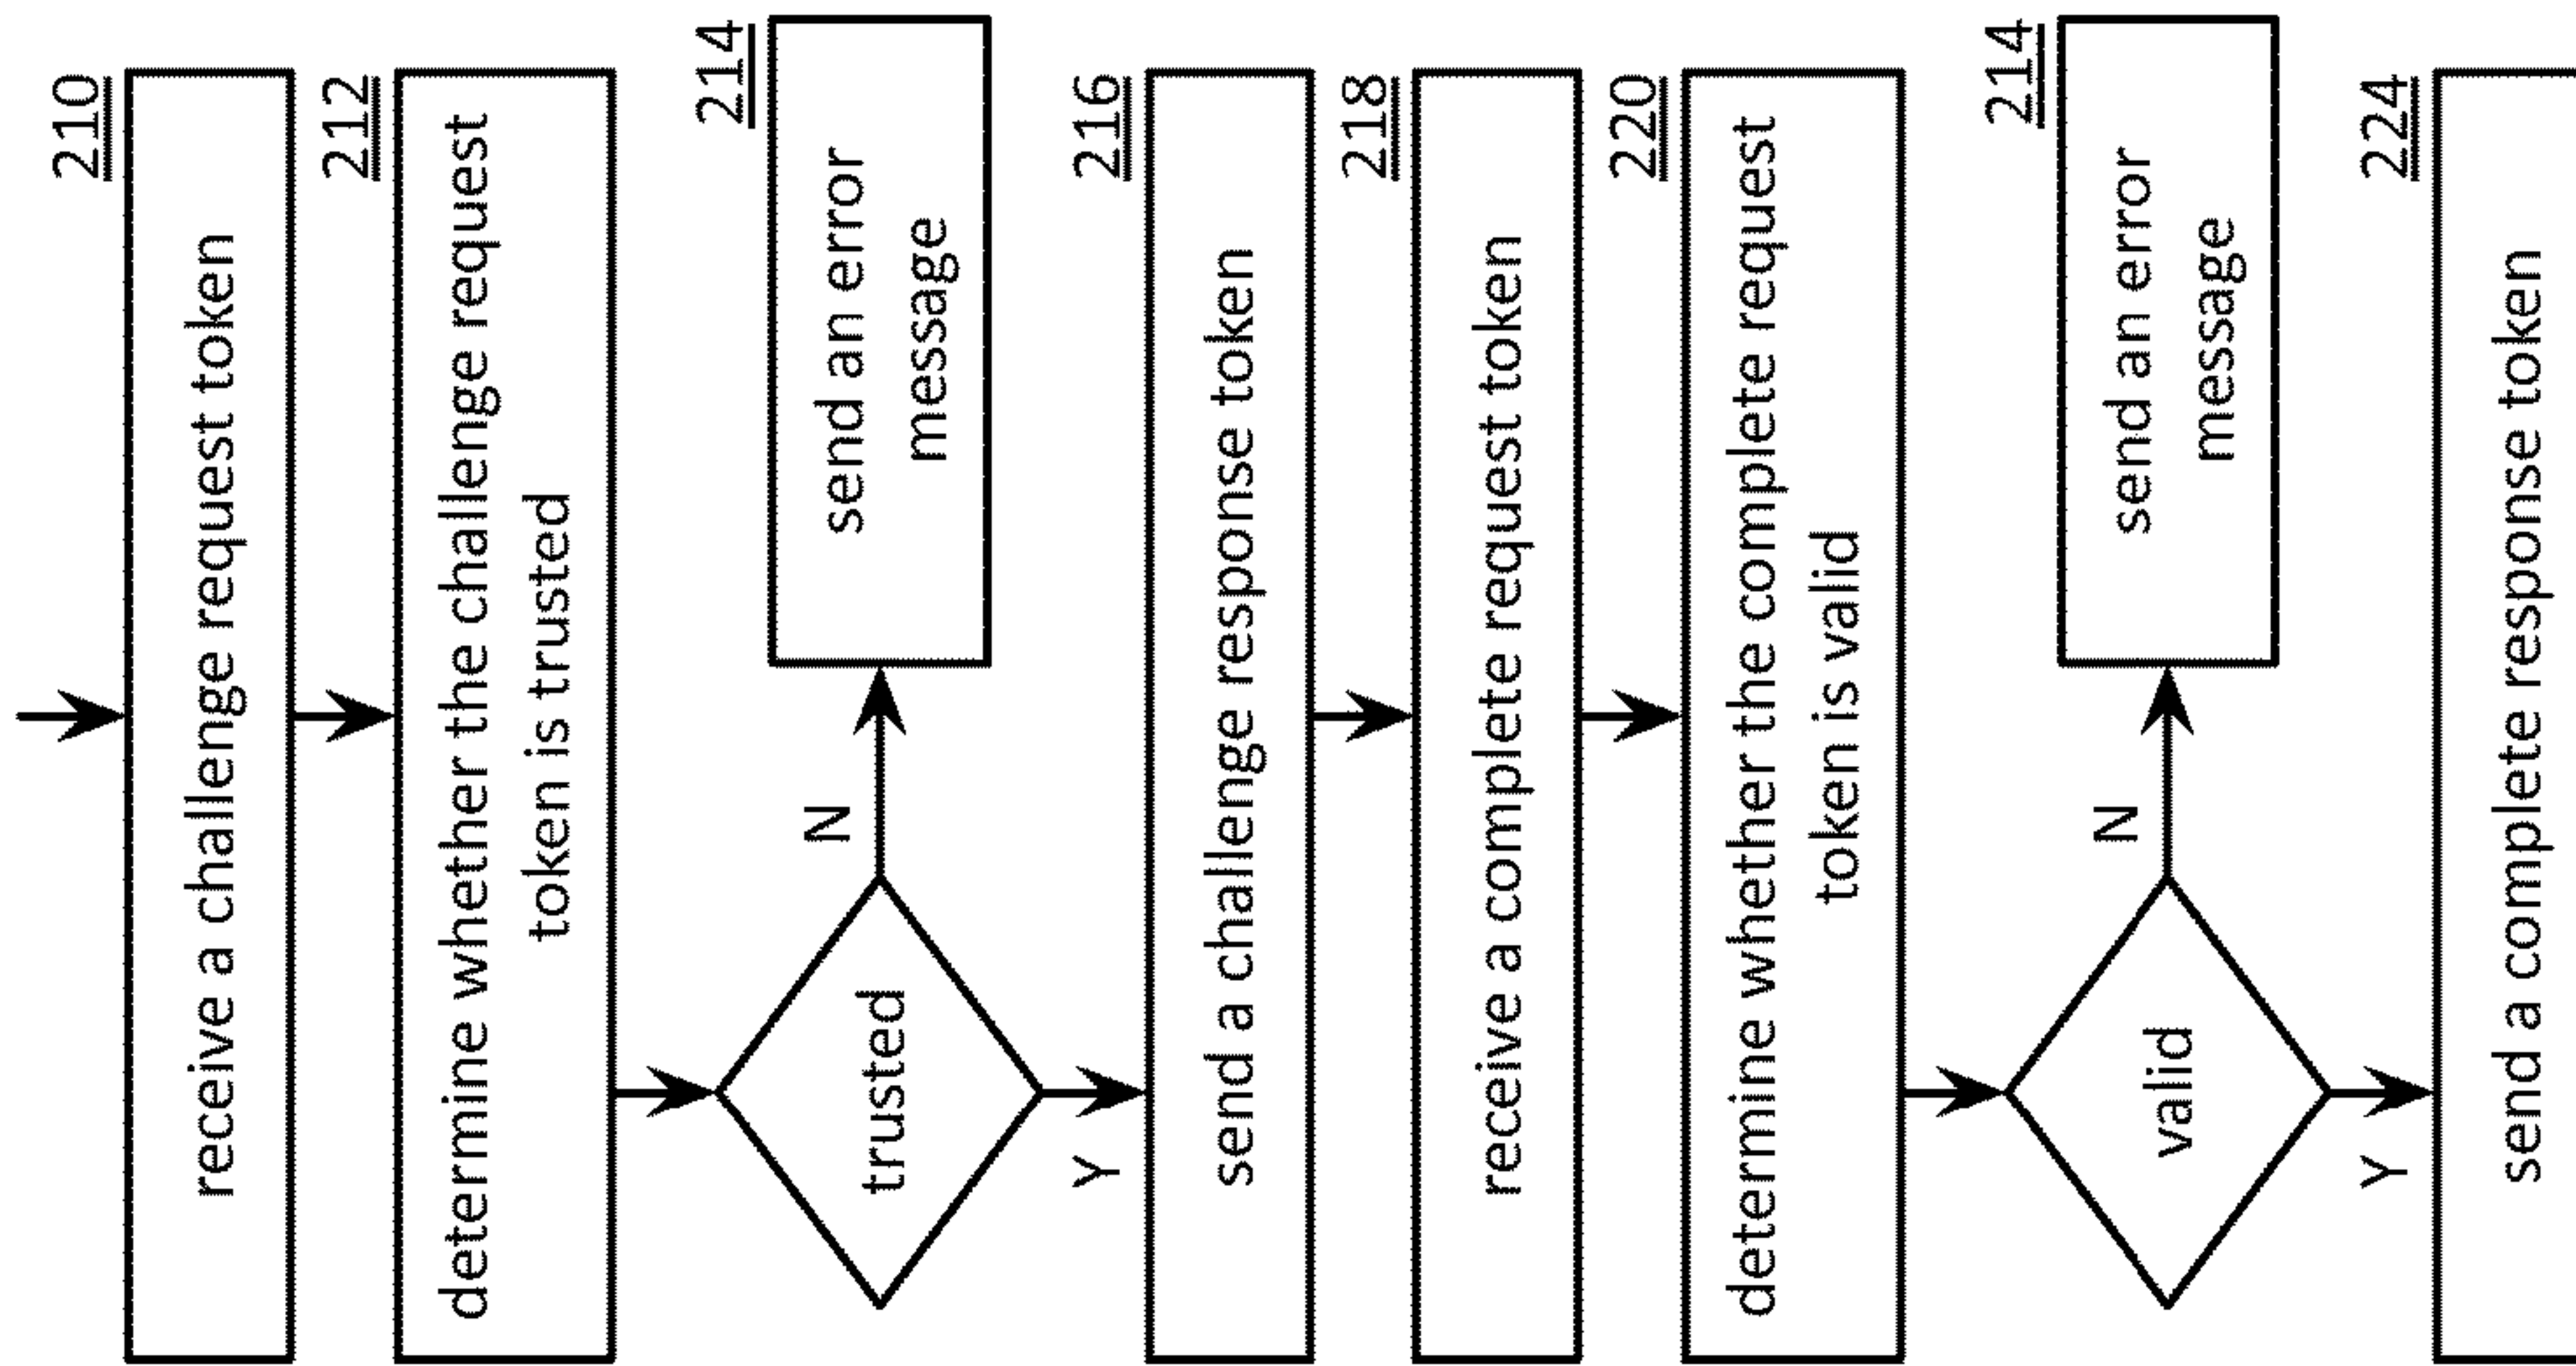 210
receive a challenge request token
212
determine whether the challenge request
token is trusted
trusted
N
214
send an error
message
Y
216
send a challenge response token
218
receive a complete request token
220
determine whether the complete request
token is valid
valid
N
214
send an error
message
Y
224
send a complete response token